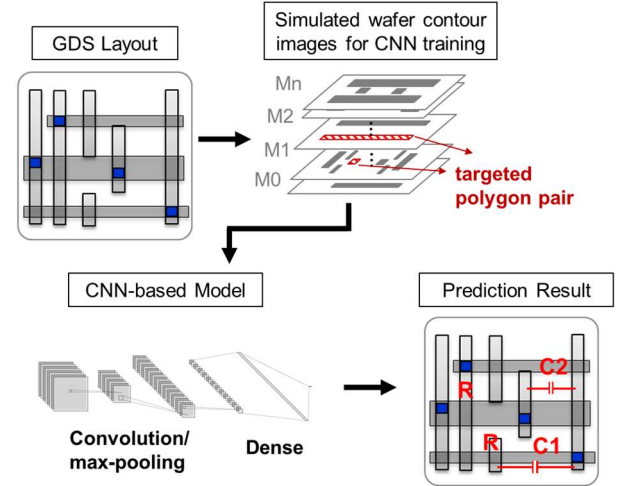 GDS Layout
Simulated wafer contour
images for CNN training
Mn
M2
M1
M0
targeted
polygon pair
CNN-based Model
Prediction Result
Convolution/
max-pooling
Dense
C2
R
R
C1